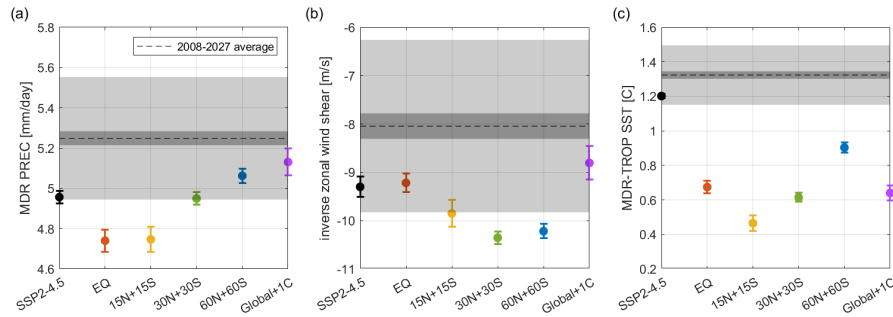 (a)
(b)
(c)
MDR PREC [mm/day]
5.8
5.6
5.4
5.2
5
4.8
4.6
2008-2027 average
SSP2-4.5
EQ
15N+15S
30N+30S
60N+60S
Global+1C
inverse zonal wind shear [m/s]
-6
-7
-8
-9
-10
-11
SSP2-4.5
EQ
15N+15S
30N+30S
60N+60S
Global+1C
MDR-TROP SST [C]
1.6
1.4
1.2
1
0.8
0.6
0.4
0.2
SSP2-4.5
EQ
15N+15S
30N+30S
60N+60S
Global+1C